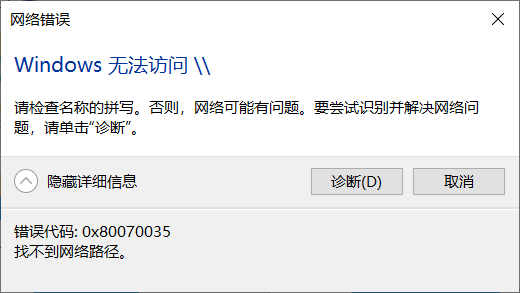 网络错误
Windows 无法访问 \\
请检查名称的拼写。否则，网络可能有问题。要尝试识别并解决网络问
题，请单击“诊断”。
隐藏详细信息
诊断(D)
取消
错误代码: 0x80070035
找不到网络路径。